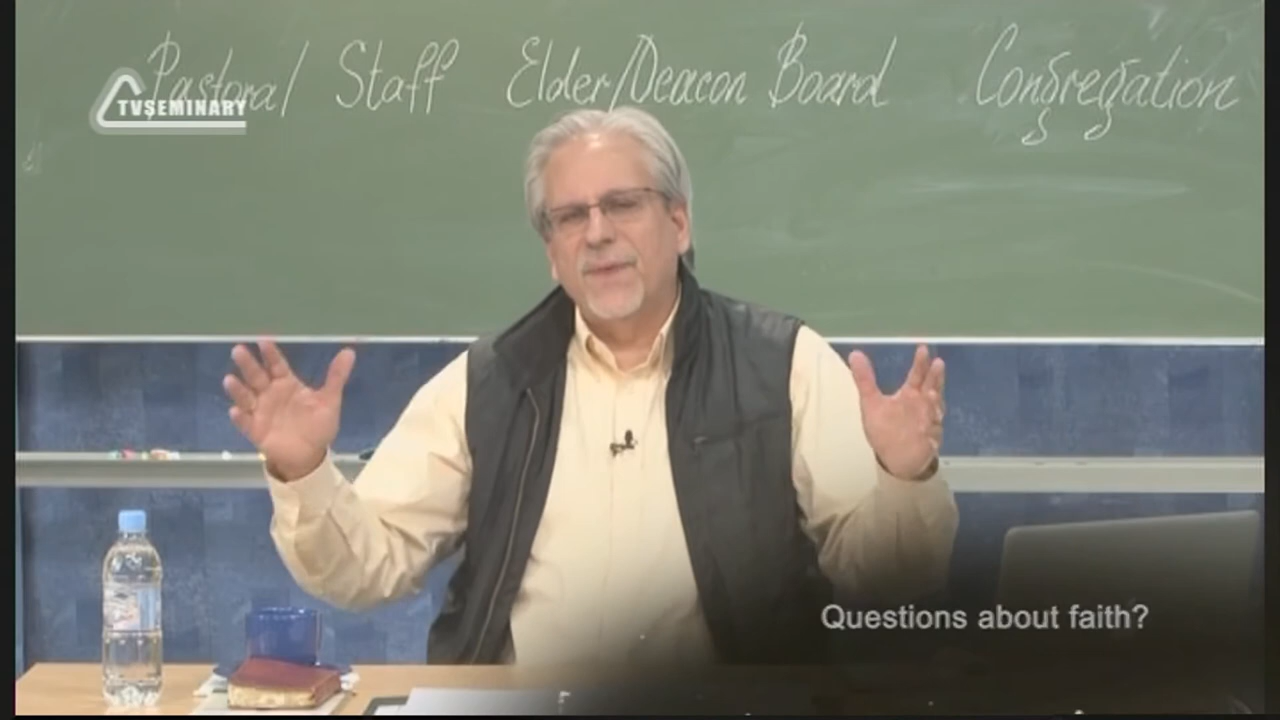 Pastoral Staff Elder/Deacon Board Congregation
TVSEMINARY
Questions about faith?